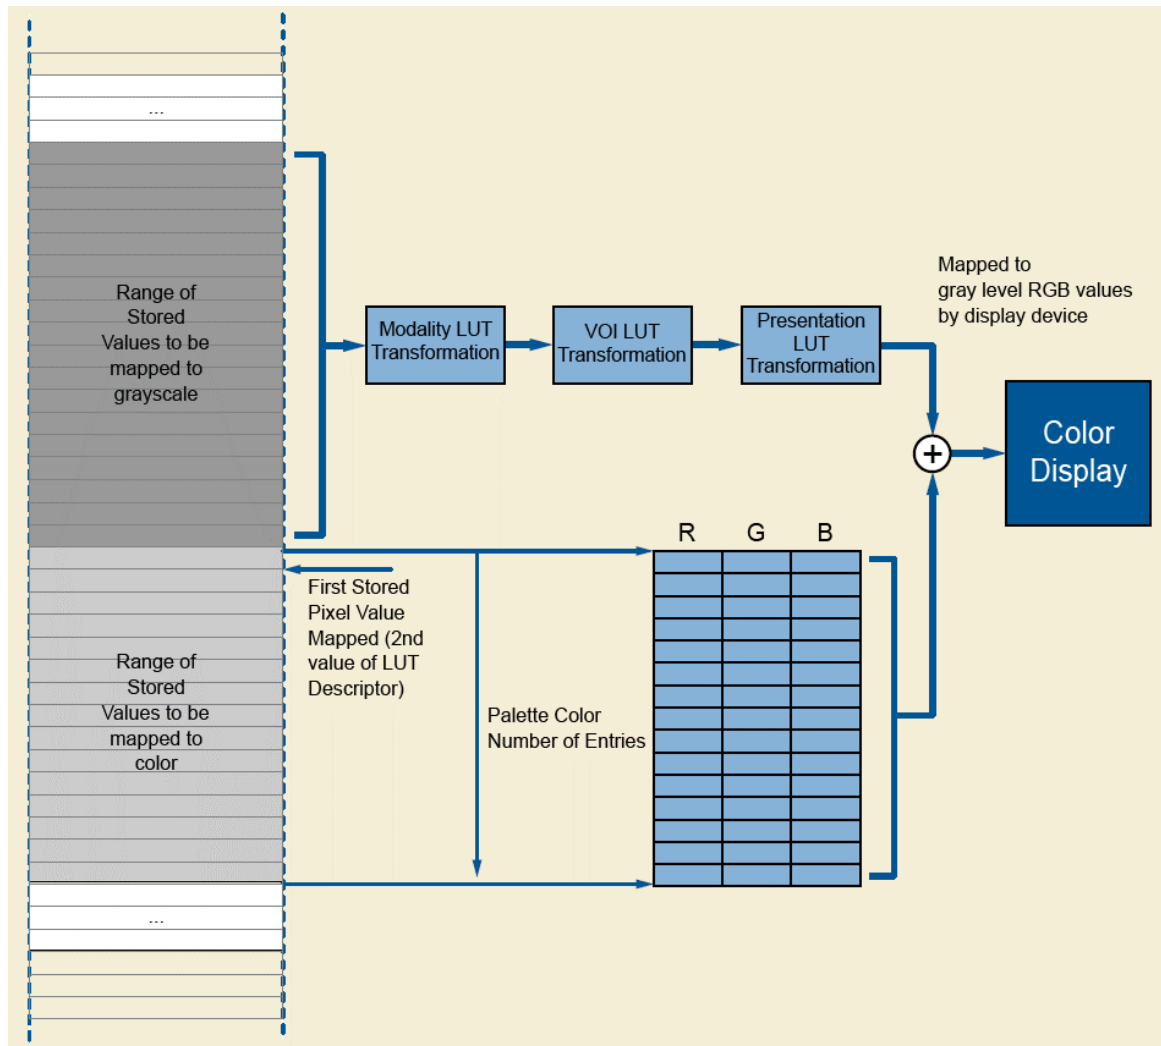 ...
Range of
Stored
Values to be
mapped to
grayscale
Modality LUT
Transformation
VOI LUT
Transformation
Presentation
LUT
Transformation
Mapped to
gray level RGB values
by display device
Color
Display
R G B
First Stored
Pixel Value
Mapped (2nd
value of LUT
Descriptor)
Range of
Stored
Values to be
mapped to
color
Palette Color
Number of Entries
...